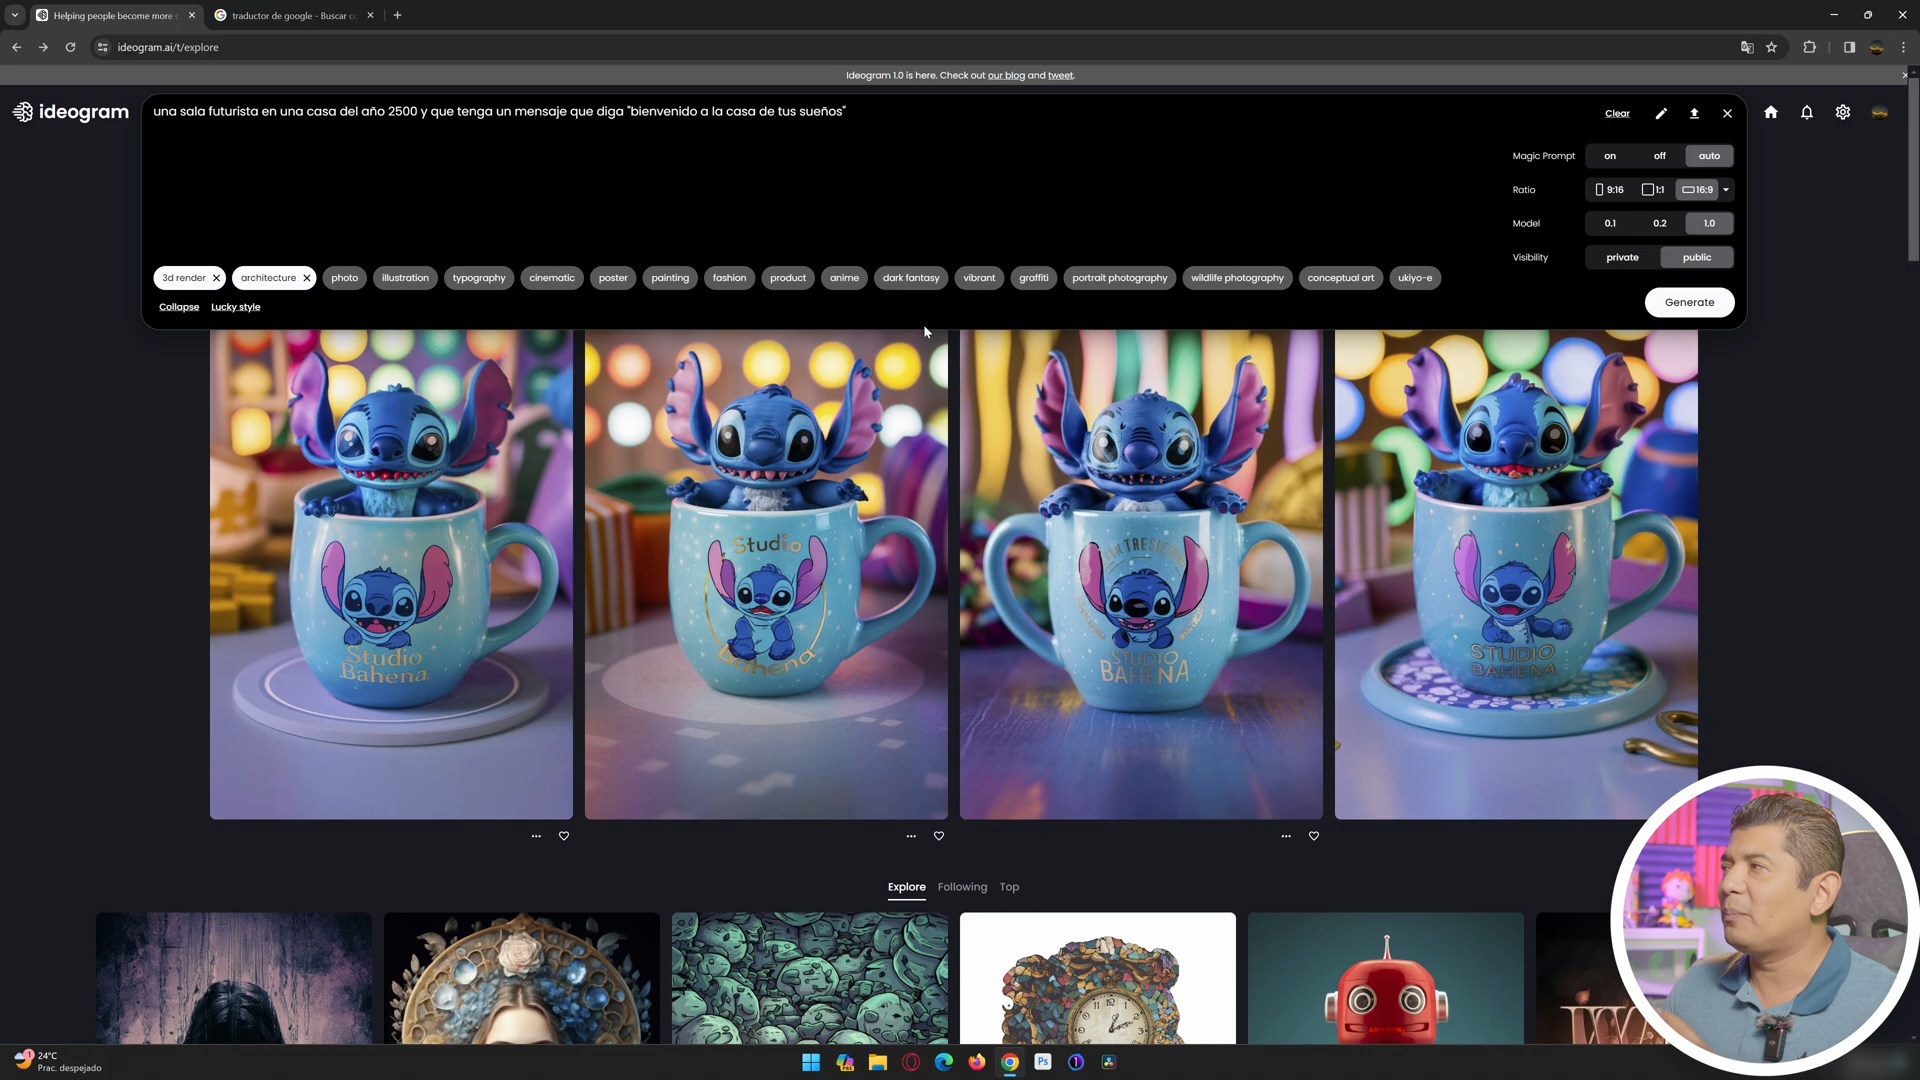 Helping people become more c
traductor de google - Buscar co
ideogram.ai/t/explore
Ideogram 1.0 is here. Check out our blog and tweet.
ideogram
una sala futurista en una casa del año 2500 y que tenga un mensaje que diga "bienvenido a la casa de tus sueños"
Clear
Magic Prompt on off auto
Ratio 9:16 1:1 16:9
Model 0.1 0.2 1.0
Visibility private public
3d render architecture photo illustration typography cinematic poster painting fashion product anime dark fantasy vibrant graffiti portrait photography wildlife photography conceptual art ukiyo-e
Collapse Lucky style
Generate
Studio
Bahena
Studio
Bahena
STUDIO
BAHENA
STUDIO
BAHENA
Explore Following Top
24°C
Prac. despejado
Ps